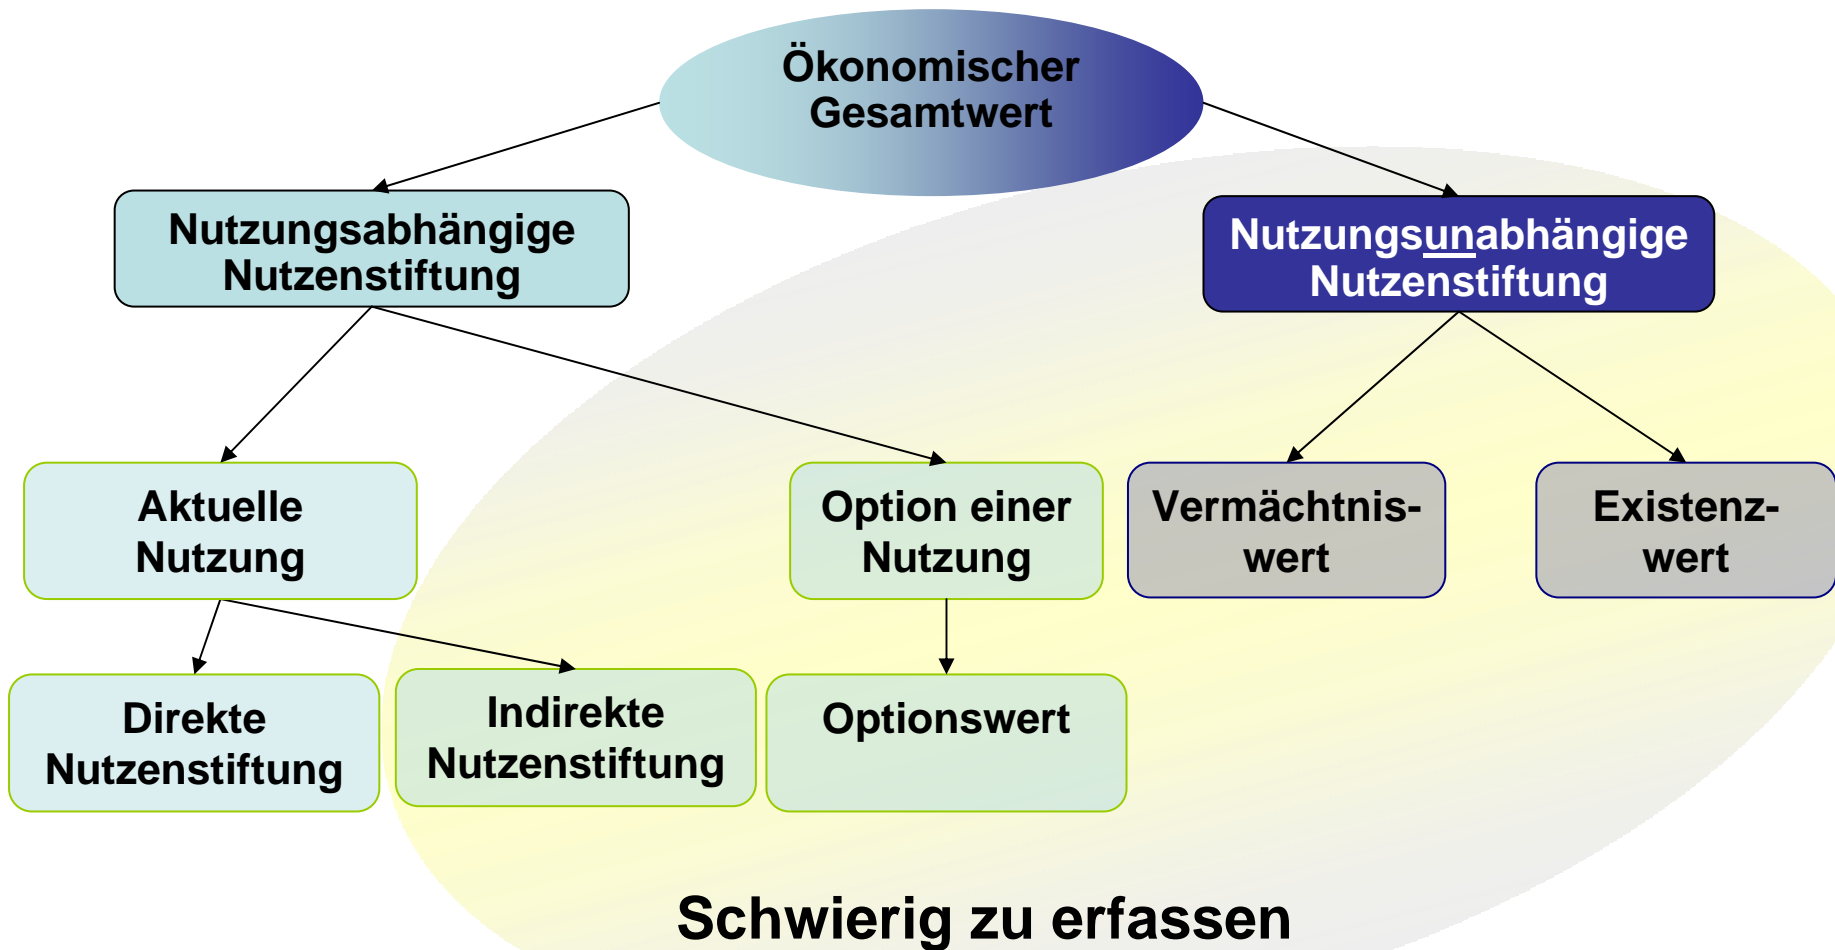 Ökonomischer
Gesamtwert
Nutzungsabhängige
Nutzenstiftung
Nutzungsunabhängige
Nutzenstiftung
Aktuelle
Nutzung
Option einer
Nutzung
Vermächtnis-
wert
Existenz-
wert
Direkte
Nutzenstiftung
Indirekte
Nutzenstiftung
Optionswert
Schwierig zu erfassen